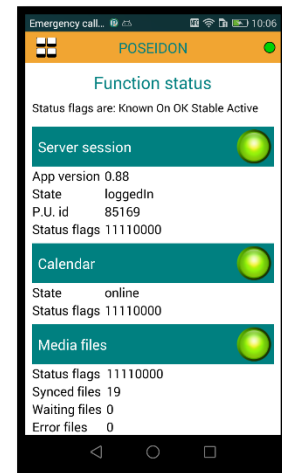 Emergency call... 10:06
POSEIDON
Function status
Status flags are: Known On OK Stable Active
Server session
App version 0.88
State loggedIn
P.U. id 85169
Status flags 11110000
Calendar
State online
Status flags 11110000
Media files
Status flags 11110000
Synced files 19
Waiting files 0
Error files 0